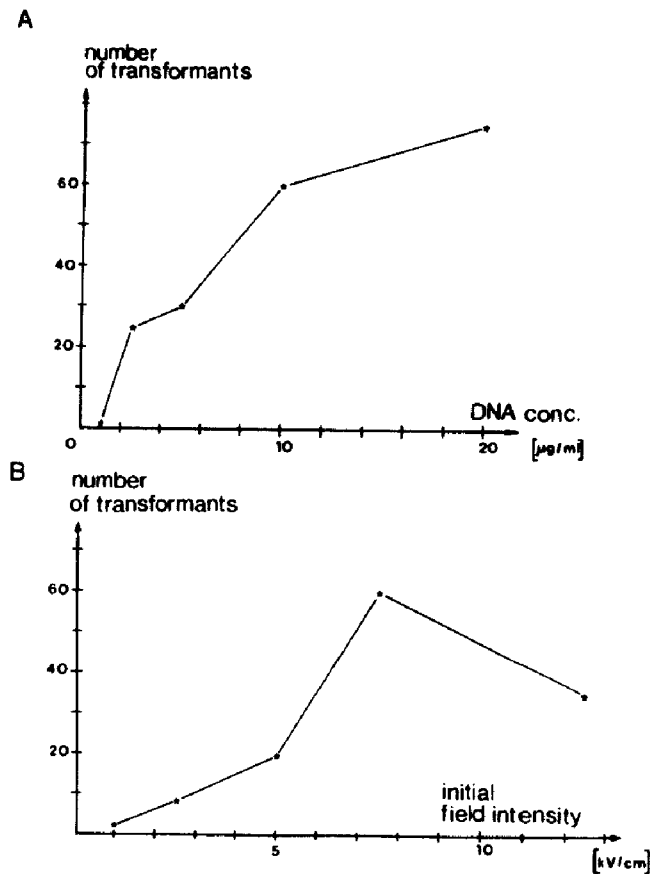 A
number
of transformants
60
40
20
0
10
20
DNA conc.
[µg/ml]
B
number
of transformants
60
40
20
5
10
initial
field intensity
[kV/cm]